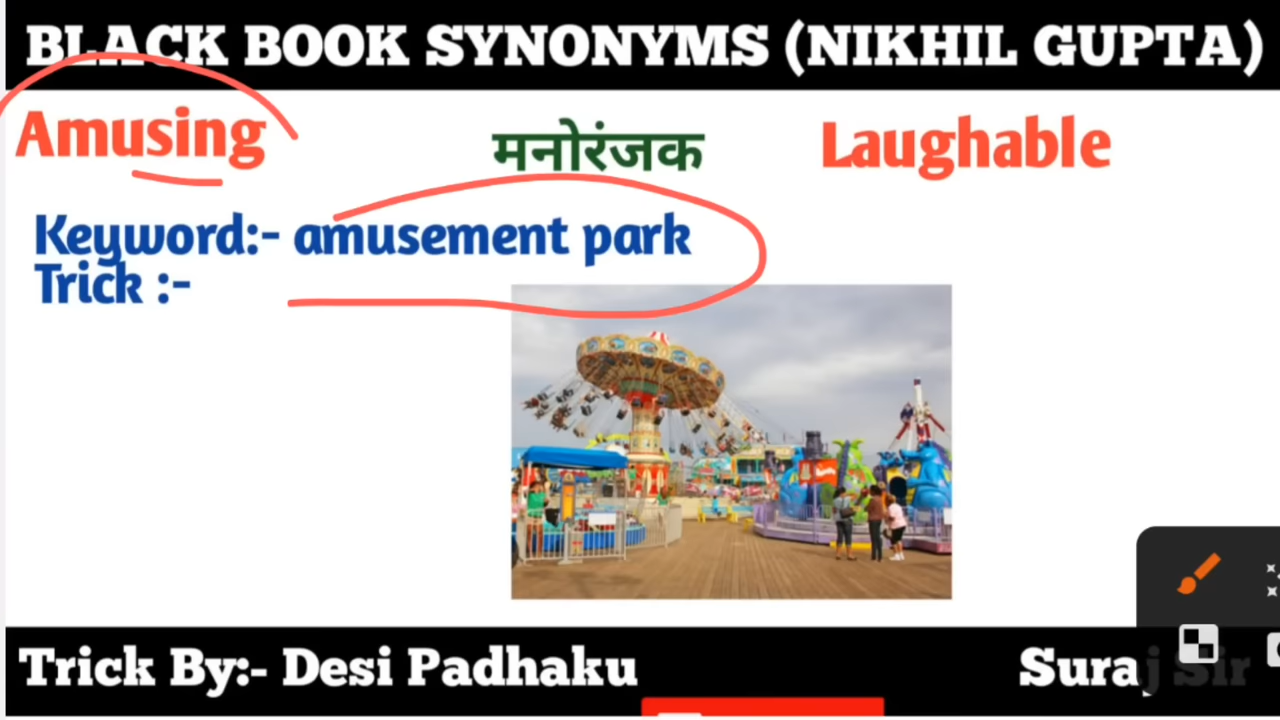 BLACK BOOK SYNONYMS (NIKHIL GUPTA)
Amusing मनोरंजक Laughable
Keyword:- amusement park
Trick :-
Trick By:- Desi Padhaku Suraj Sir